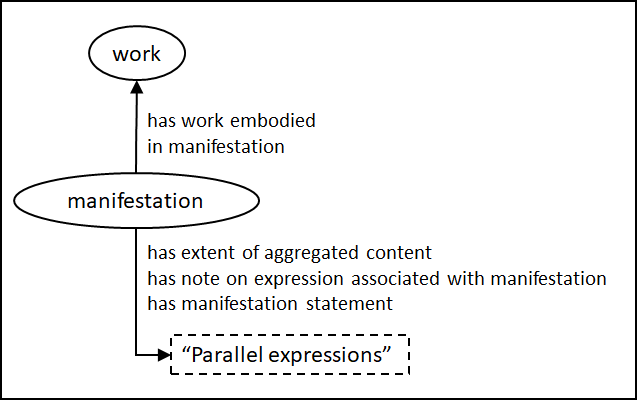 work
has work embodied
in manifestation
manifestation
has extent of aggregated content
has note on expression associated with manifestation
has manifestation statement
“Parallel expressions”